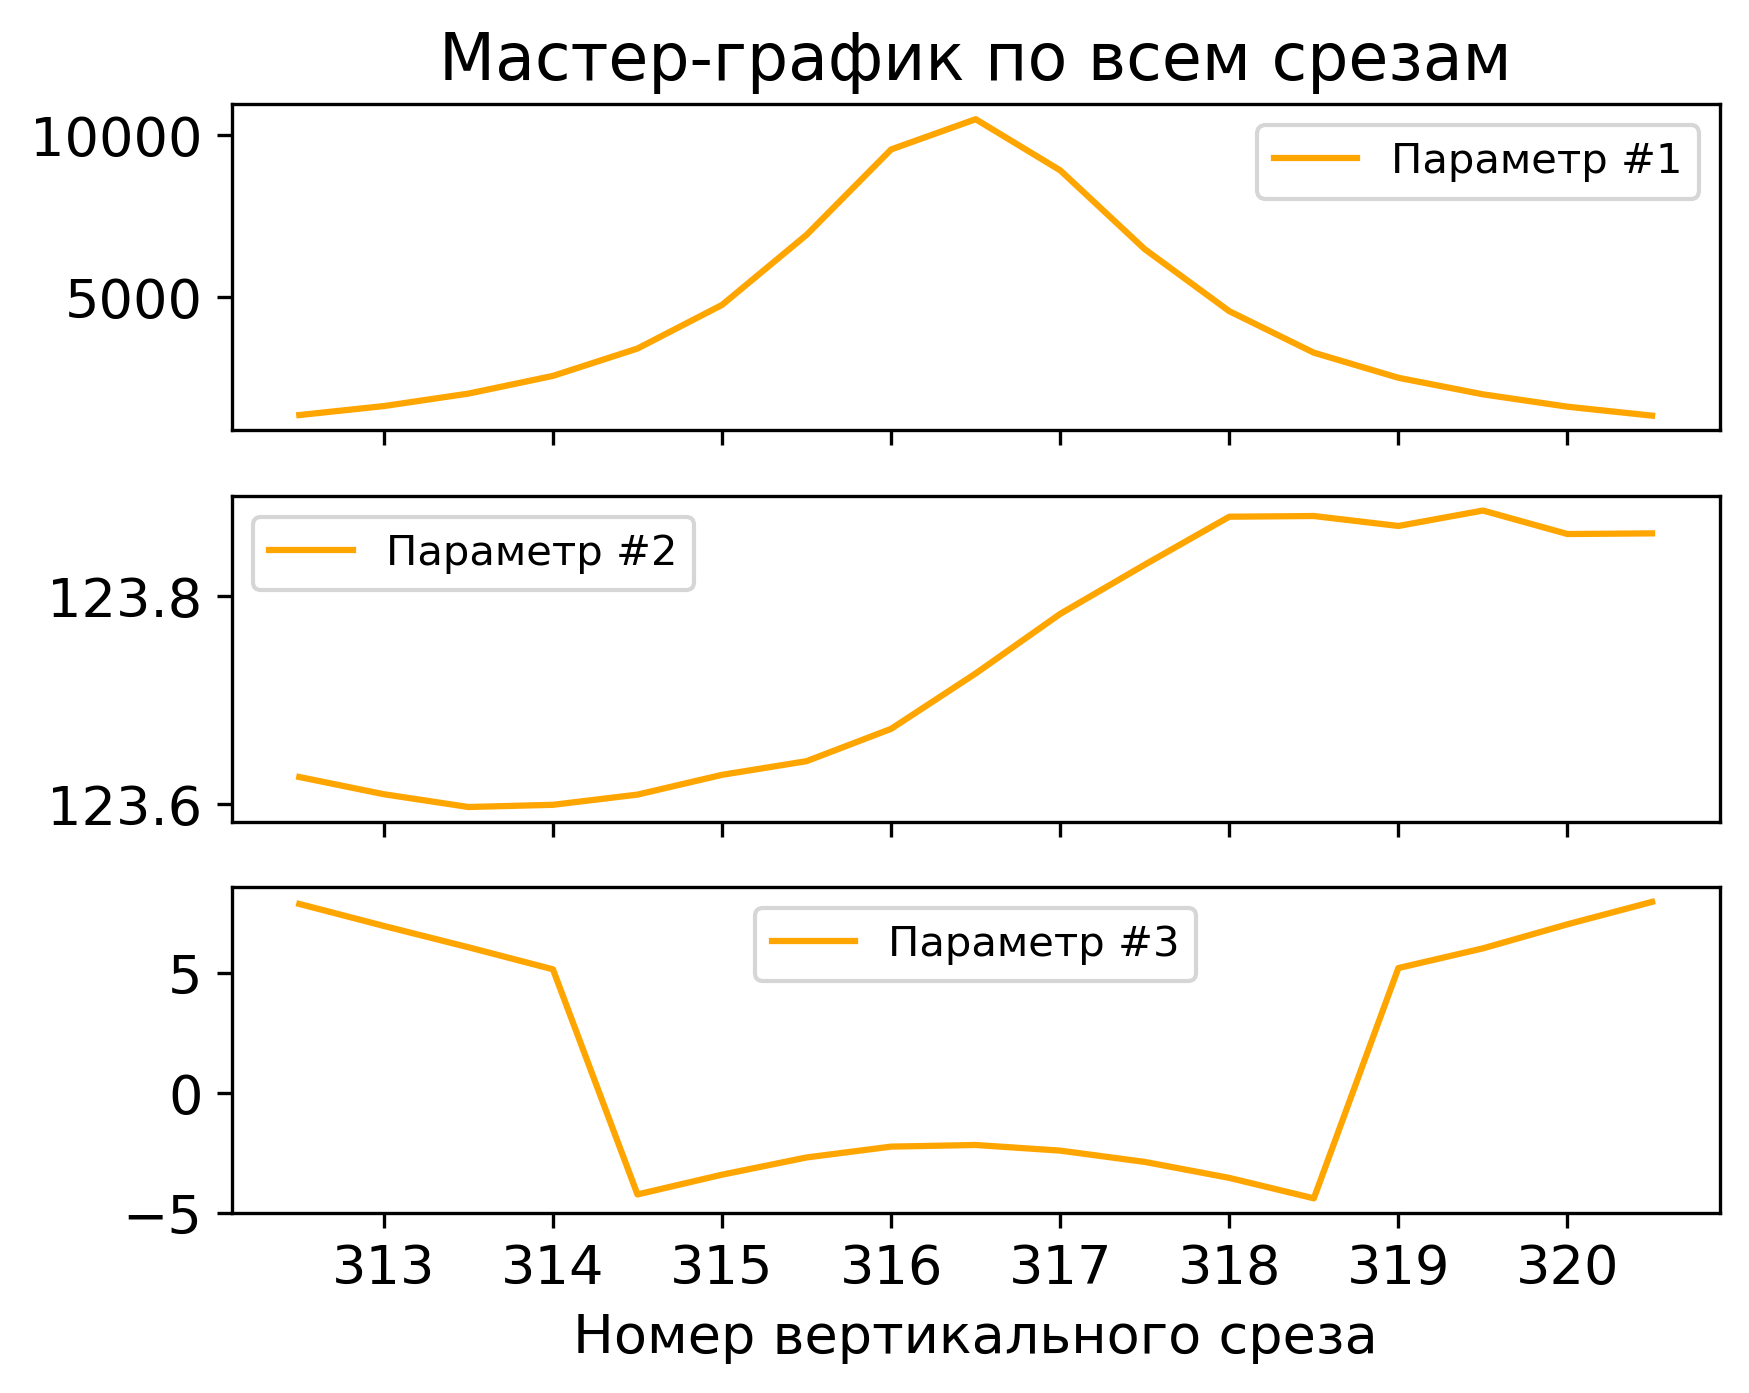 Мастер-график по всем срезам
10000
5000
Параметр #1
123.8
123.6
Параметр #2
5
0
−5
Параметр #3
313 314 315 316 317 318 319 320
Номер вертикального среза